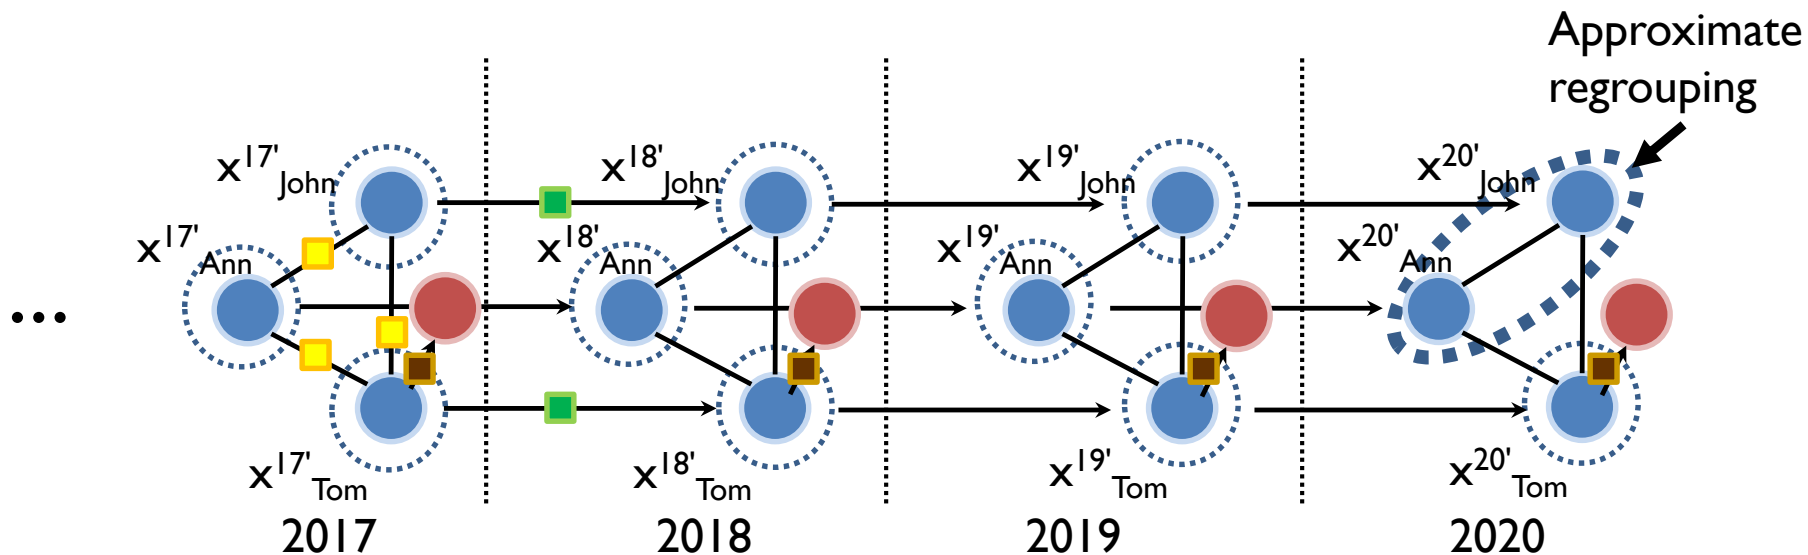 Approximate
regrouping
x17'John x18'John x19'John x20'John
x17'Ann x18'Ann x19'Ann x20'Ann
...
x17'Tom x18'Tom x19'Tom x20'Tom
2017 2018 2019 2020